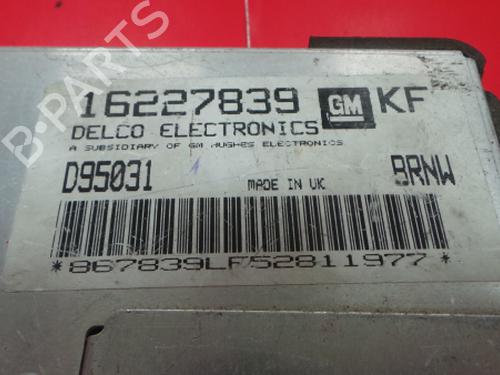 B-PARTS
16227839 GM KF
DELCO ELECTRONICS
A SUBSIDIARY OF GM HUGHES ELECTRONICS
D95031 MADE IN UK BRNW
*867839LF52811977*